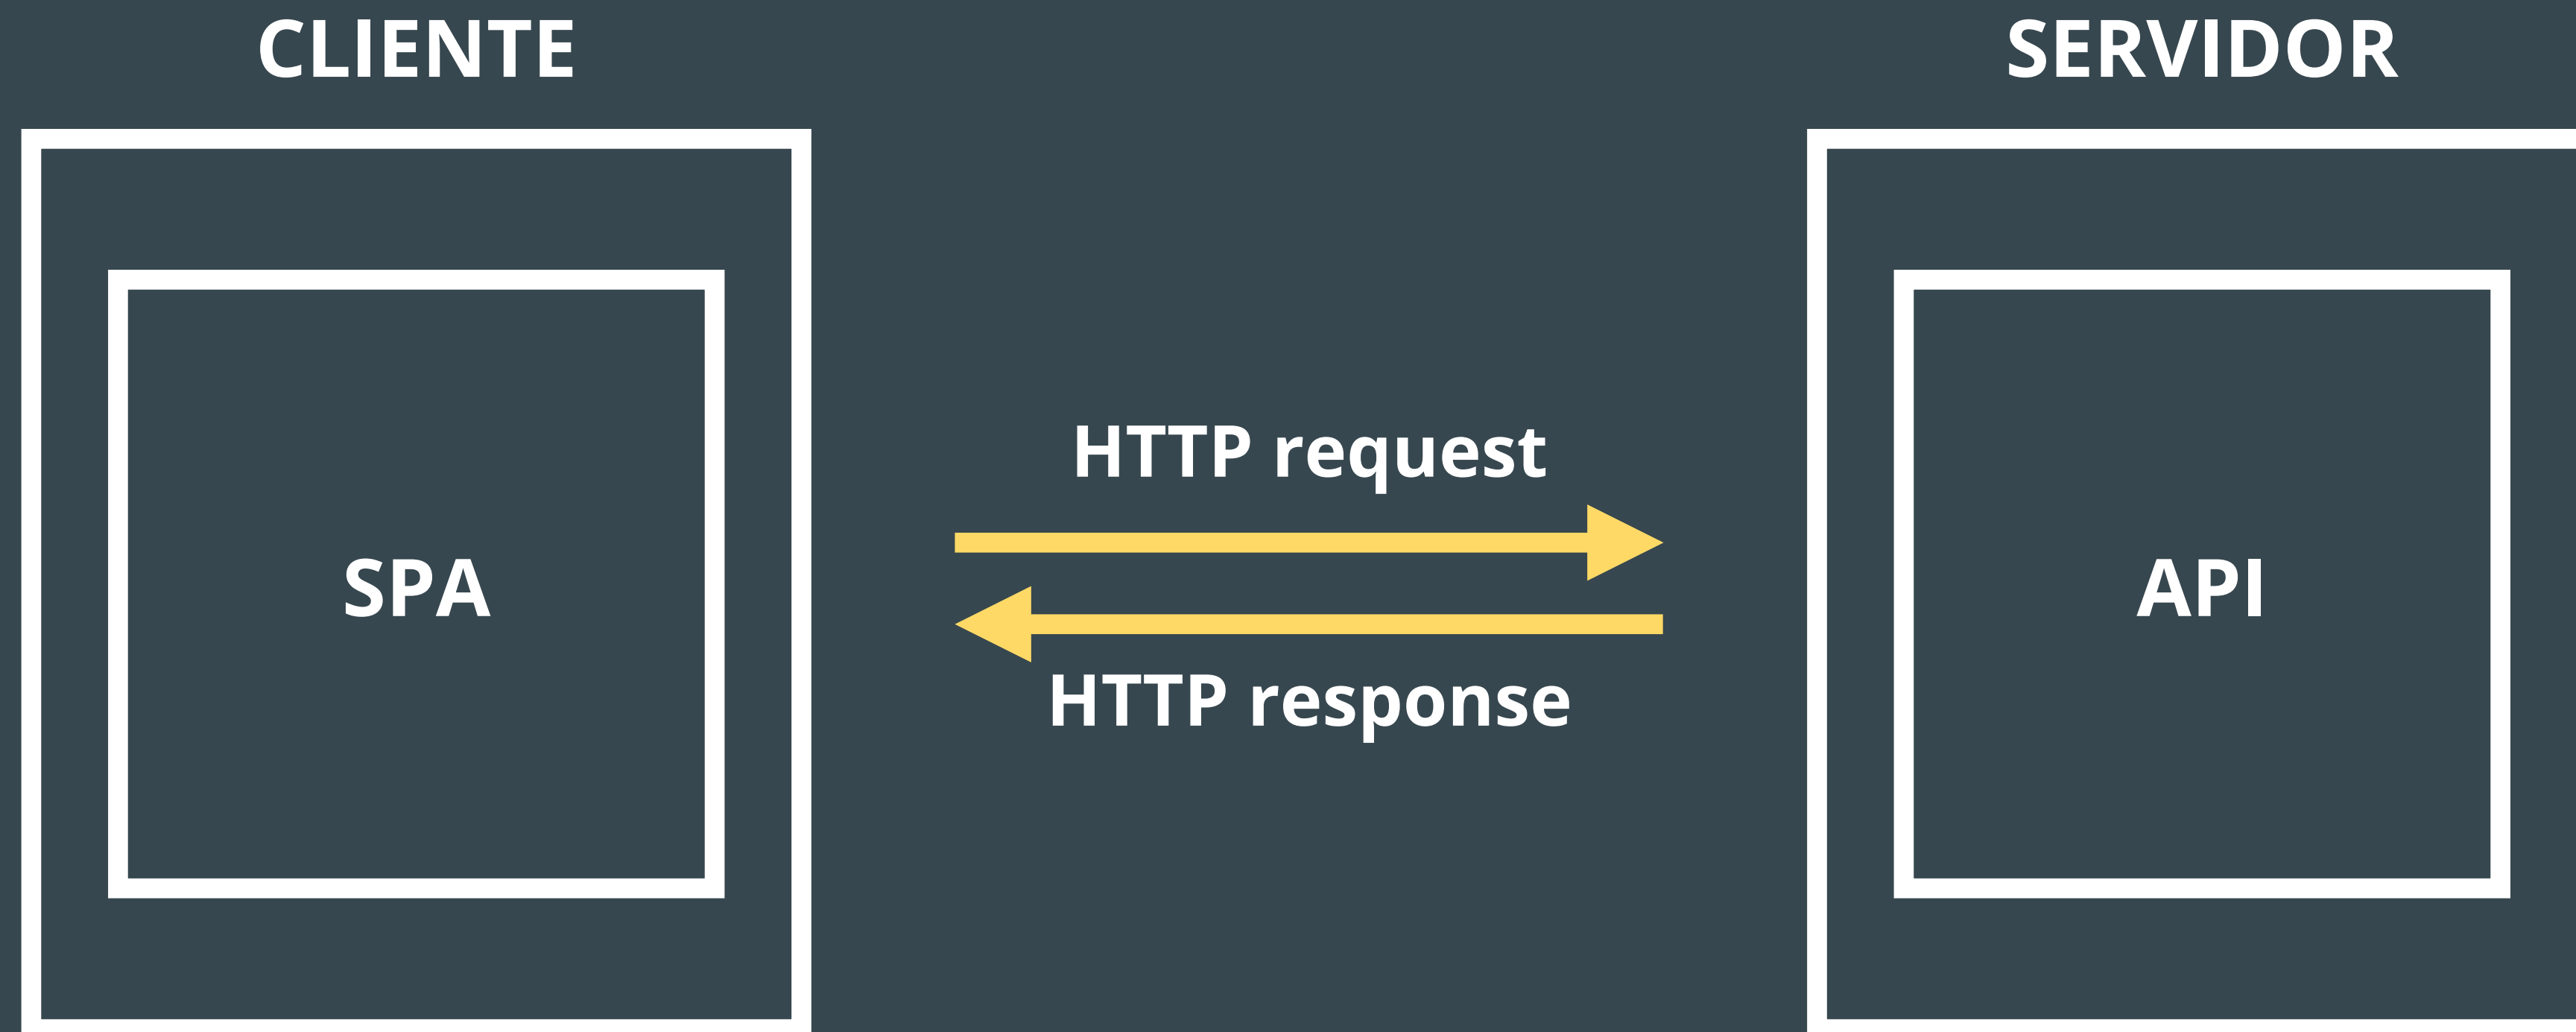 CLIENTE
SERVIDOR
SPA
HTTP request
HTTP response
API